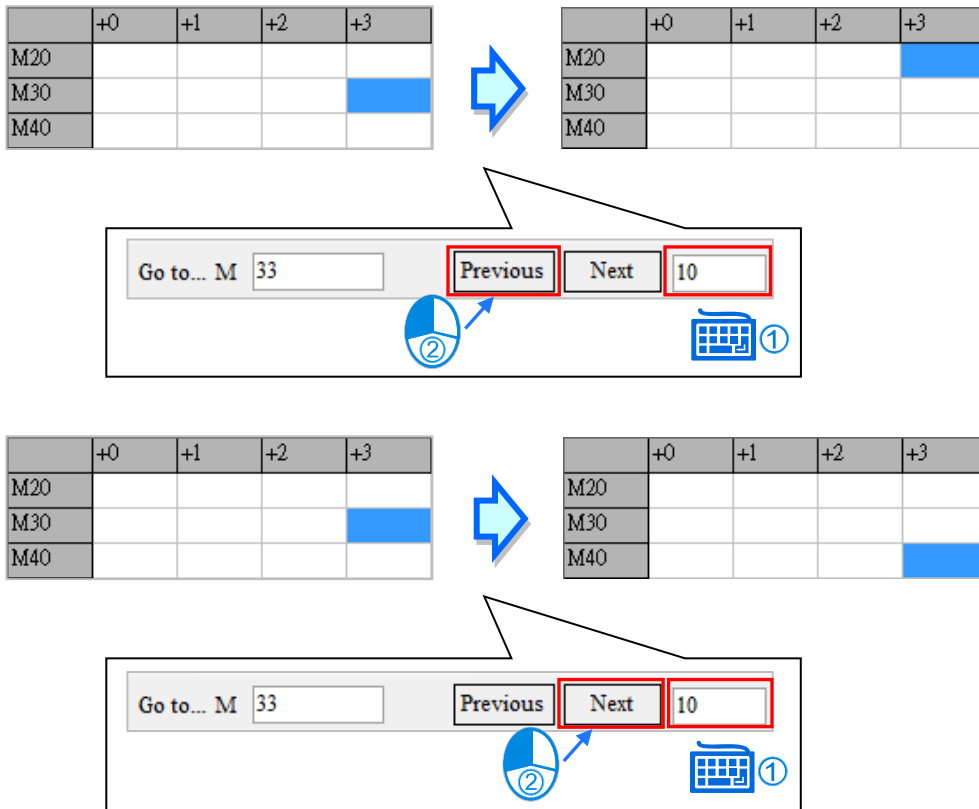 +0 +1 +2 +3 +0 +1 +2 +3
M20 M20
M30 M30
M40 M40
Go to... M 33 Previous Next 10
② ①
+0 +1 +2 +3 +0 +1 +2 +3
M20 M20
M30 M30
M40 M40
Go to... M 33 Previous Next 10
② ①